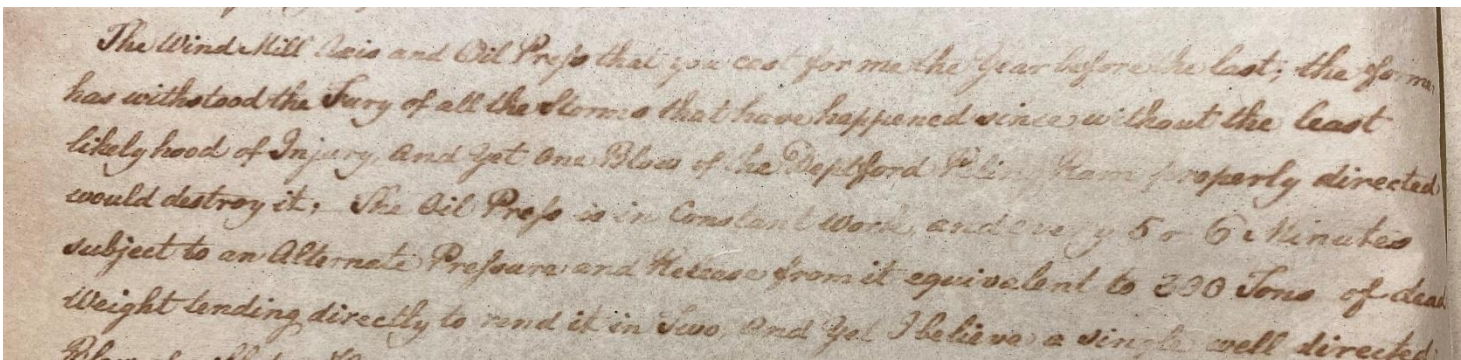 The Wind Mill Axis and Oil Press that you cast for me the Year before the last; the former
has withstood the Fury of all the Storms that have happened since without the least
likelyhood of Injury, and Yet One Blow of the Deptford Ram properly directed
would destroy it; The Oil Press is in Constant Work, and every 5 or 6 Minutes
subject to an Alternate Pressure and Release from it equivalent to 300 Tons of dead
Weight tending directly to rend it in Two, And Yet I believe a single well directed
Blow of